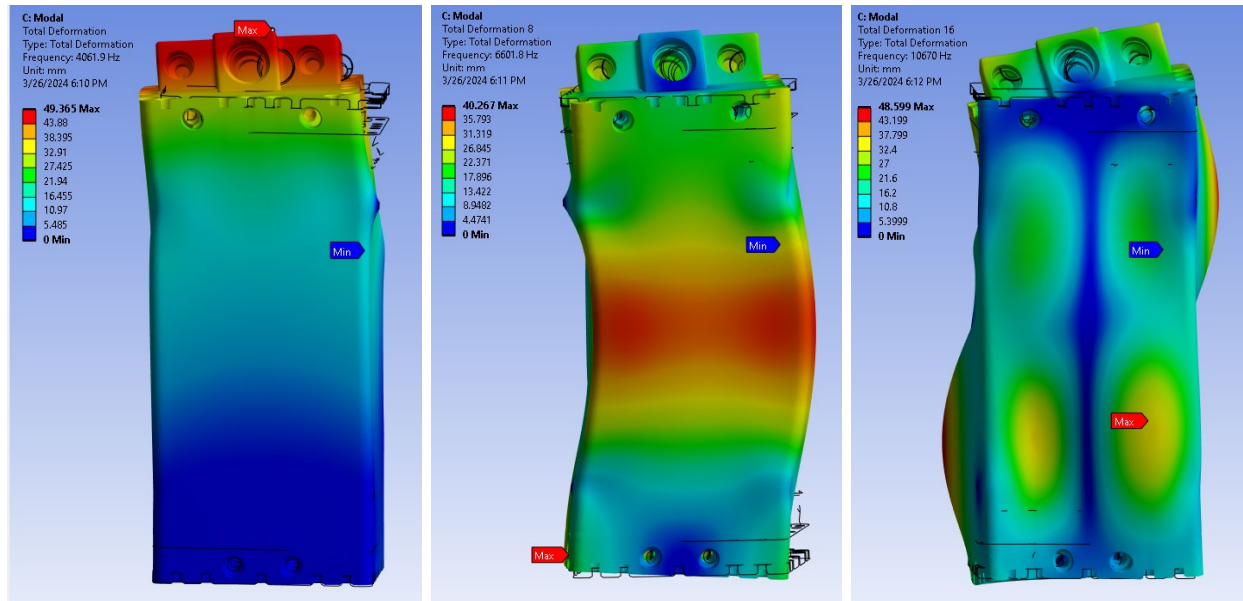 C: Modal
Total Deformation
Type: Total Deformation
Frequency: 4061.9 Hz
Unit: mm
3/26/2024 6:10 PM
49.365 Max
43.88
38.395
32.91
27.425
21.94
16.455
10.97
5.485
0 Min
Max
Min
C: Modal
Total Deformation 8
Type: Total Deformation
Frequency: 6601.8 Hz
Unit: mm
3/26/2024 6:11 PM
40.267 Max
35.793
31.319
26.845
22.371
17.896
13.422
8.9482
4.4741
0 Min
Min
Max
C: Modal
Total Deformation 16
Type: Total Deformation
Frequency: 10670 Hz
Unit: mm
3/26/2024 6:12 PM
48.599 Max
43.199
37.799
32.4
27
21.6
16.2
10.8
5.3999
0 Min
Min
Max